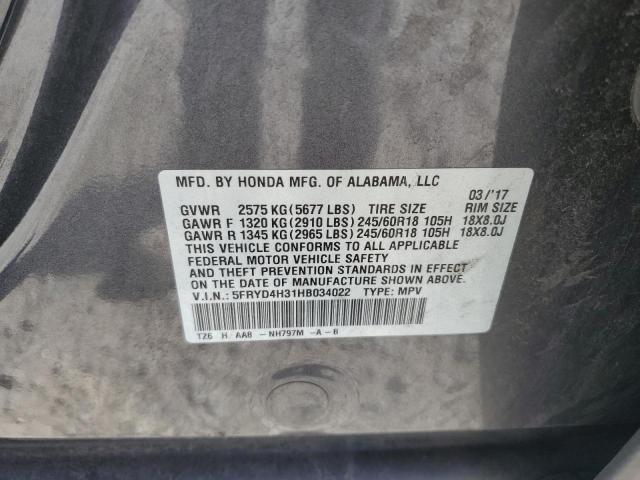 MFD. BY HONDA MFG. OF ALABAMA, LLC 03/'17
GVWR 2575 KG (5677 LBS) TIRE SIZE RIM SIZE
GAWR F 1320 KG (2910 LBS) 245/60R18 105H 18X8.0J
GAWR R 1345 KG (2965 LBS) 245/60R18 105H 18X8.0J
THIS VEHICLE CONFORMS TO ALL APPLICABLE
FEDERAL MOTOR VEHICLE SAFETY
AND THEFT PREVENTION STANDARDS IN EFFECT
ON THE DATE OF MANUFACTURE SHOWN ABOVE.
V.I.N.: 5FRYD4H31HB034022 TYPE: MPV
TZ6 H AA8 -NH797M -A-B